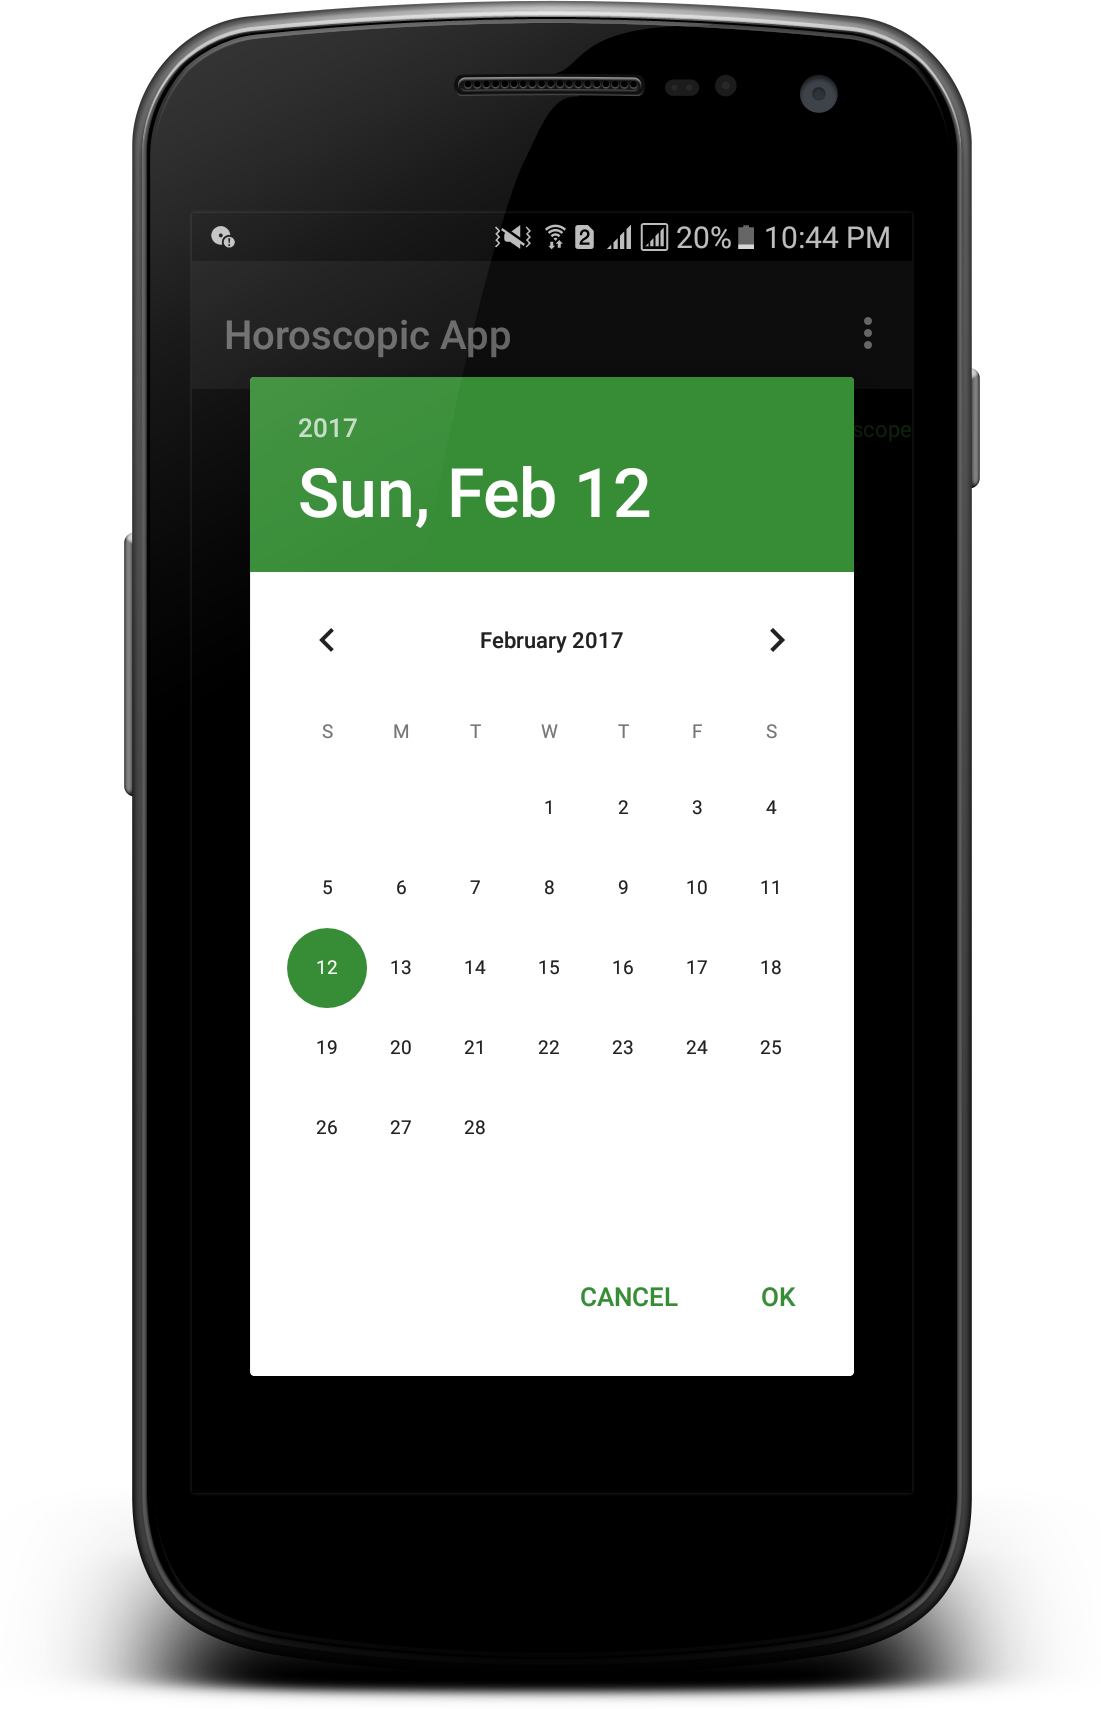 2 20% 10:44 PM
Horoscopic App
scope
2017
Sun, Feb 12
February 2017
S M T W T F S
1 2 3 4
5 6 7 8 9 10 11
12 13 14 15 16 17 18
19 20 21 22 23 24 25
26 27 28
CANCEL OK